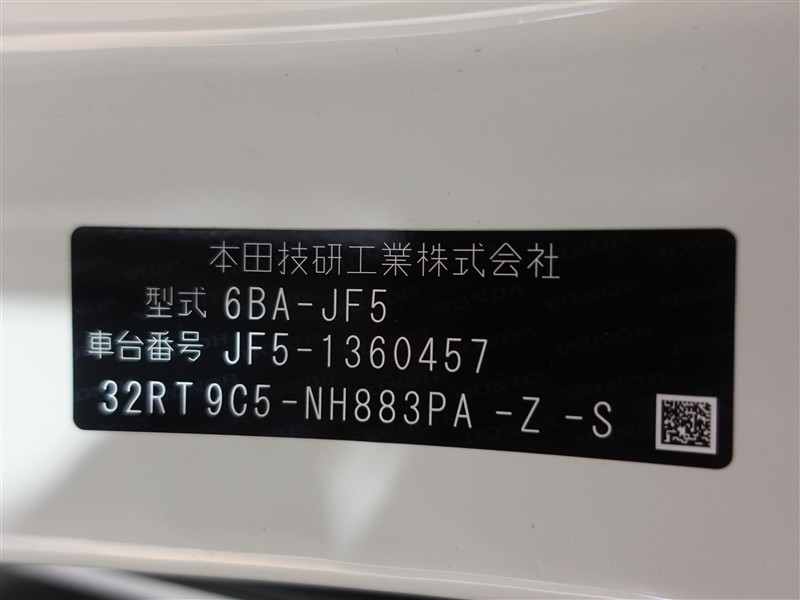 本田技研工業株式会社
型式 6BA-JF5
車台番号 JF5-1360457
32RT9C5-NH883PA -Z -S